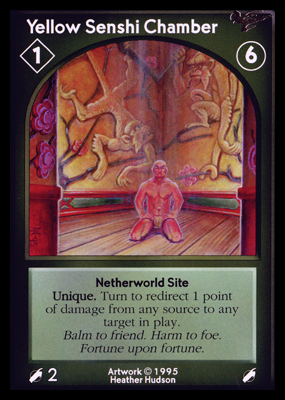 Yellow Senshi Chamber
1
6
Netherworld Site
Unique. Turn to redirect 1 point
of damage from any source to any
target in play.
Balm to friend. Harm to foe.
Fortune upon fortune.
2
Artwork © 1995
Heather Hudson